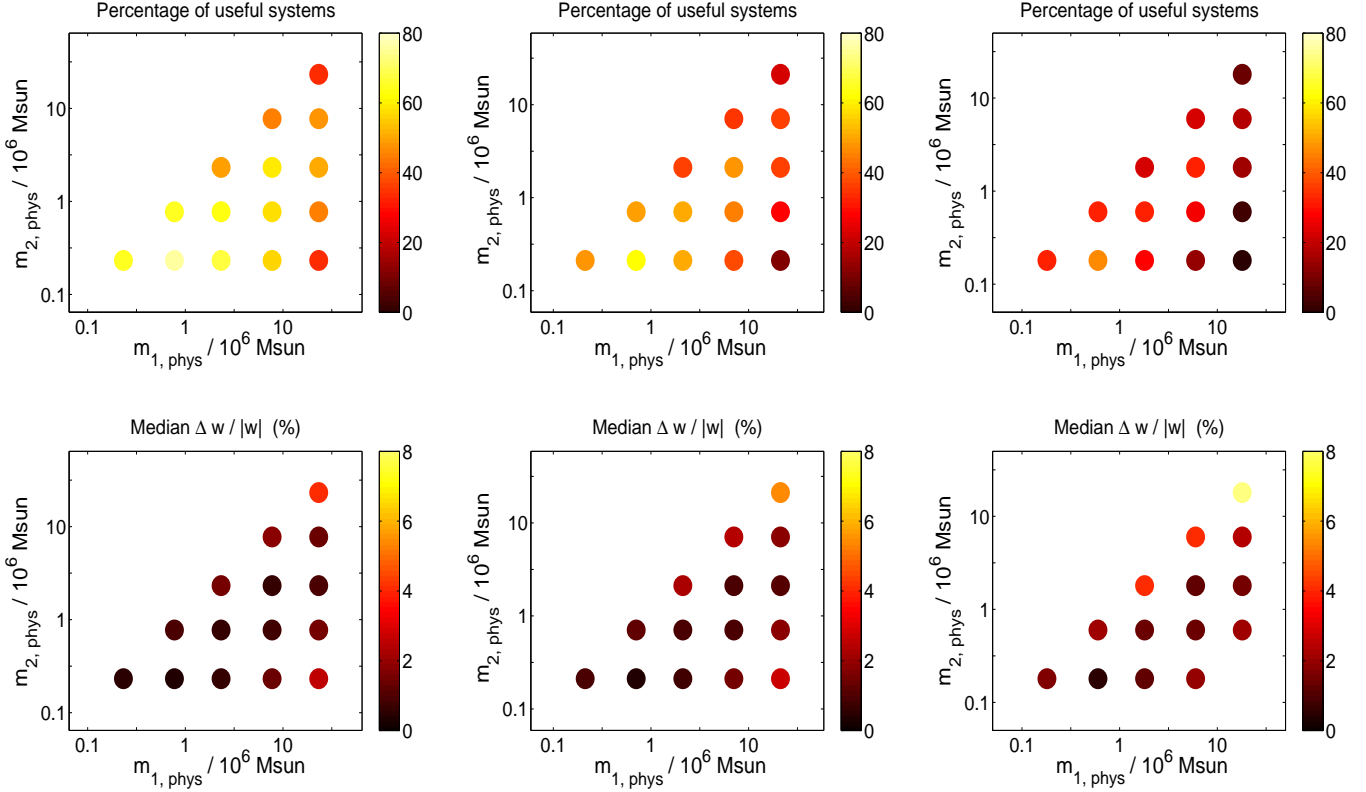 Percentage of useful systems
m2, phys / 10^6 Msun
10
1
0.1
0.1 1 10
m1, phys / 10^6 Msun
80
60
40
20
0
Percentage of useful systems
m2, phys / 10^6 Msun
10
1
0.1
0.1 1 10
m1, phys / 10^6 Msun
80
60
40
20
0
Percentage of useful systems
m2, phys / 10^6 Msun
10
1
0.1
0.1 1 10
m1, phys / 10^6 Msun
80
60
40
20
0
Median Δ w / |w| (%)
m2, phys / 10^6 Msun
10
1
0.1
0.1 1 10
m1, phys / 10^6 Msun
8
6
4
2
0
Median Δ w / |w| (%)
m2, phys / 10^6 Msun
10
1
0.1
0.1 1 10
m1, phys / 10^6 Msun
8
6
4
2
0
Median Δ w / |w| (%)
m2, phys / 10^6 Msun
10
1
0.1
0.1 1 10
m1, phys / 10^6 Msun
8
6
4
2
0